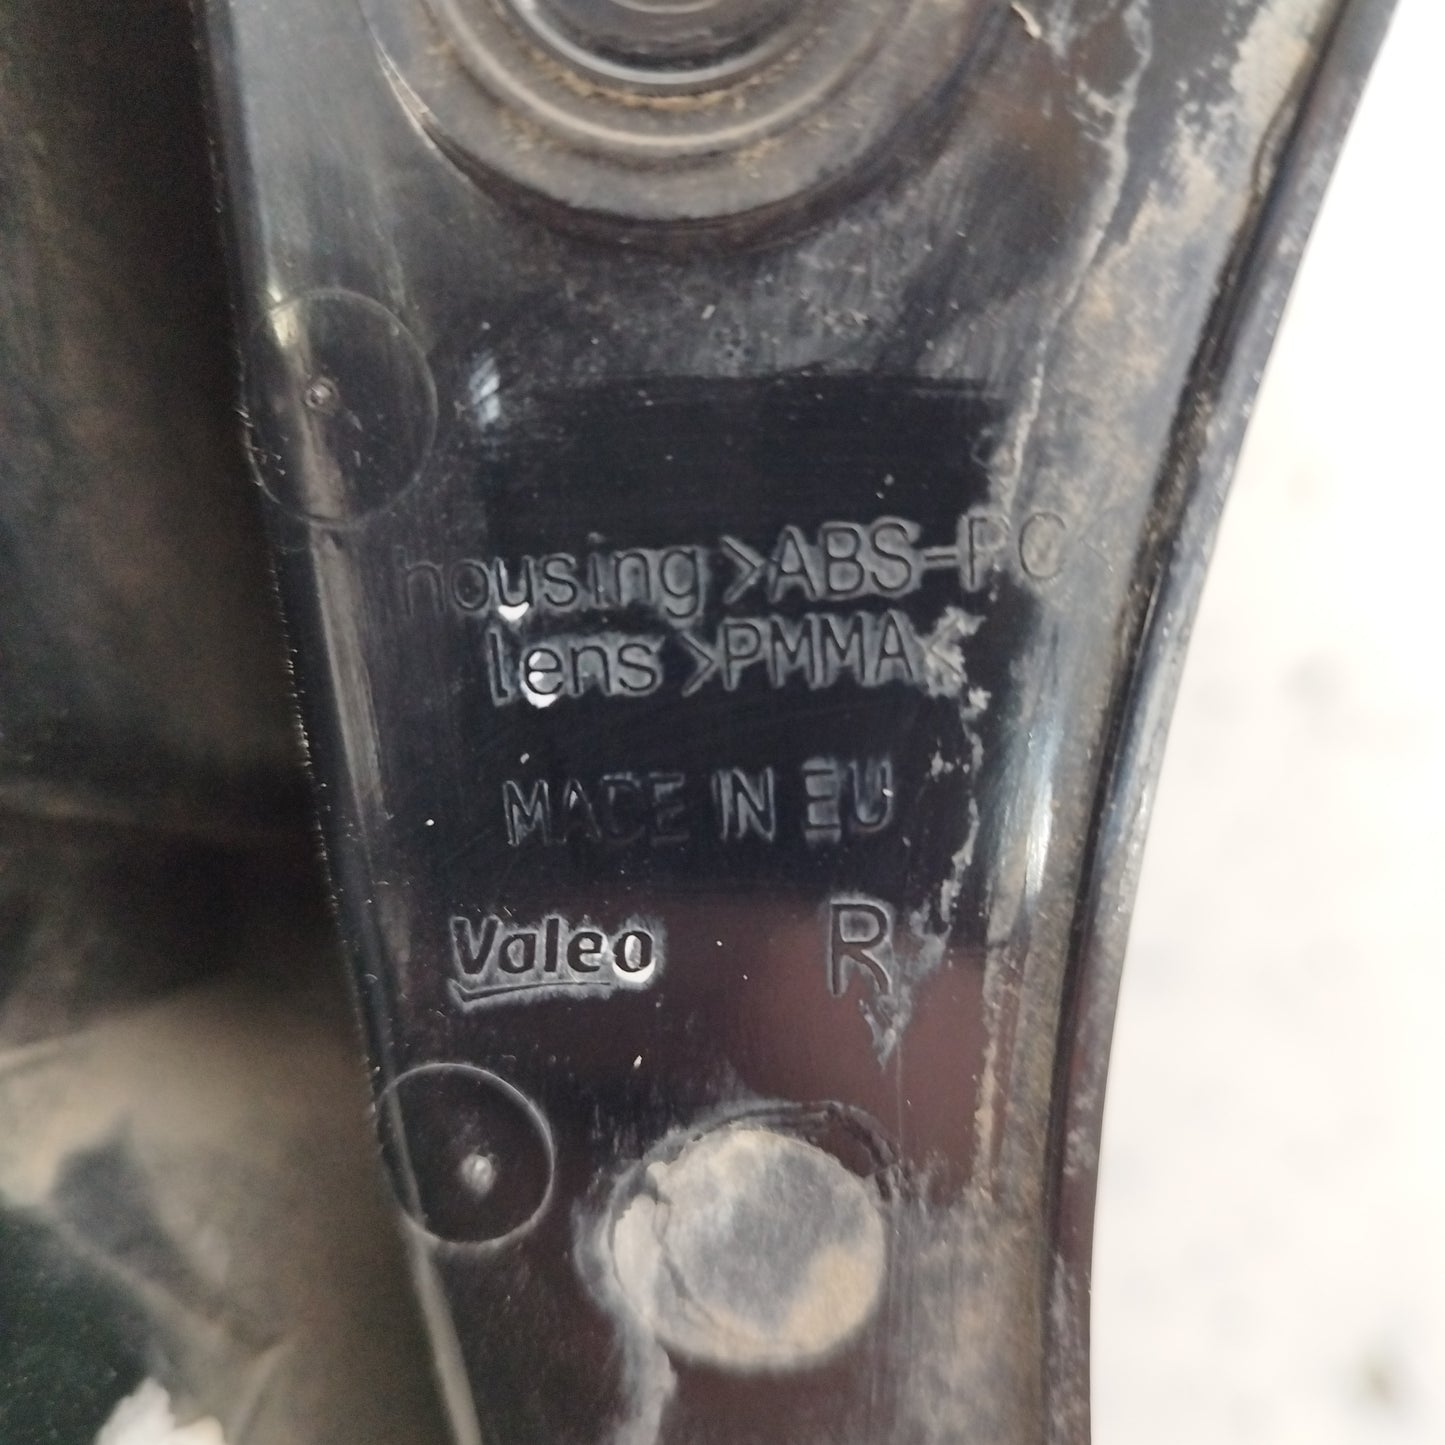 housing >ABS-PC<
lens >PMMA<
MADE IN EU
Valeo R